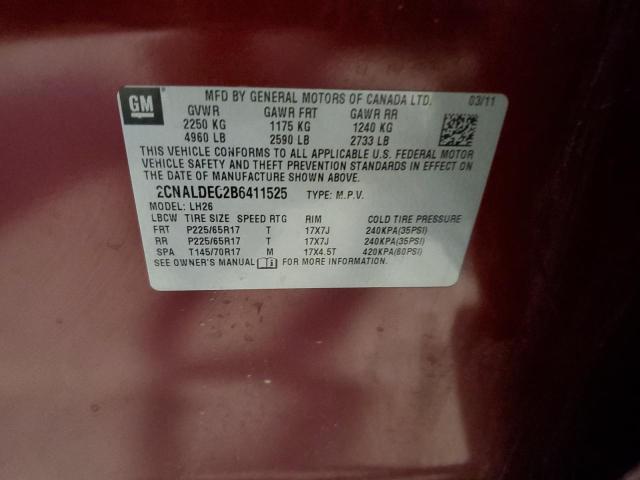 GM
MFD BY GENERAL MOTORS OF CANADA LTD. 03/11
GVWR GAWR FRT GAWR RR
2250 KG 1175 KG 1240 KG
4960 LB 2590 LB 2733 LB
THIS VEHICLE CONFORMS TO ALL APPLICABLE U.S. FEDERAL MOTOR
VEHICLE SAFETY AND THEFT PREVENTION STANDARDS IN EFFECT ON
THE DATE OF MANUFACTURE SHOWN ABOVE.
2CNALDEC2B6411525 TYPE: M.P.V.
MODEL: LH26
LBCW TIRE SIZE SPEED RTG RIM COLD TIRE PRESSURE
FRT P225/65R17 T 17X7J 240KPA(35PSI)
RR P225/65R17 T 17X7J 240KPA(35PSI)
SPA T145/70R17 M 17X4.5T 420KPA(60PSI)
SEE OWNER'S MANUAL FOR MORE INFORMATION.